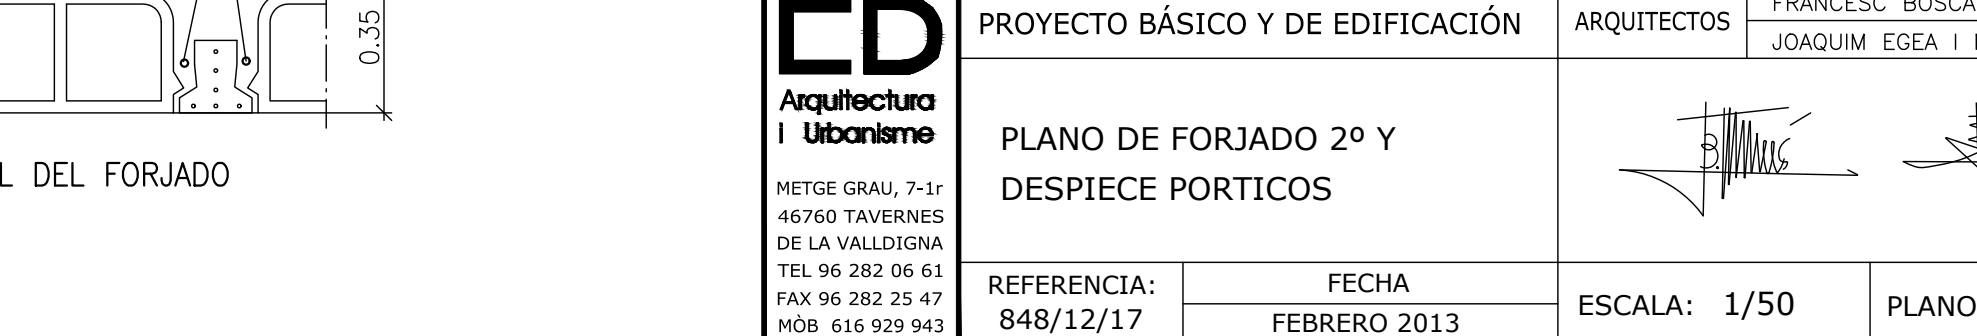 0.35
L DEL FORJADO
ED
Arquitectura
i Urbanisme
METGE GRAU, 7-1r
46760 TAVERNES
DE LA VALLDIGNA
TEL 96 282 06 61
FAX 96 282 25 47
MÒB 616 929 943
PROYECTO BÁSICO Y DE EDIFICACIÓN
ARQUITECTOS
FRANCESC BOSCA
JOAQUIM EGEA I
PLANO DE FORJADO 2º Y
DESPIECE PORTICOS
REFERENCIA:
848/12/17
FECHA
FEBRERO 2013
ESCALA: 1/50
PLANO